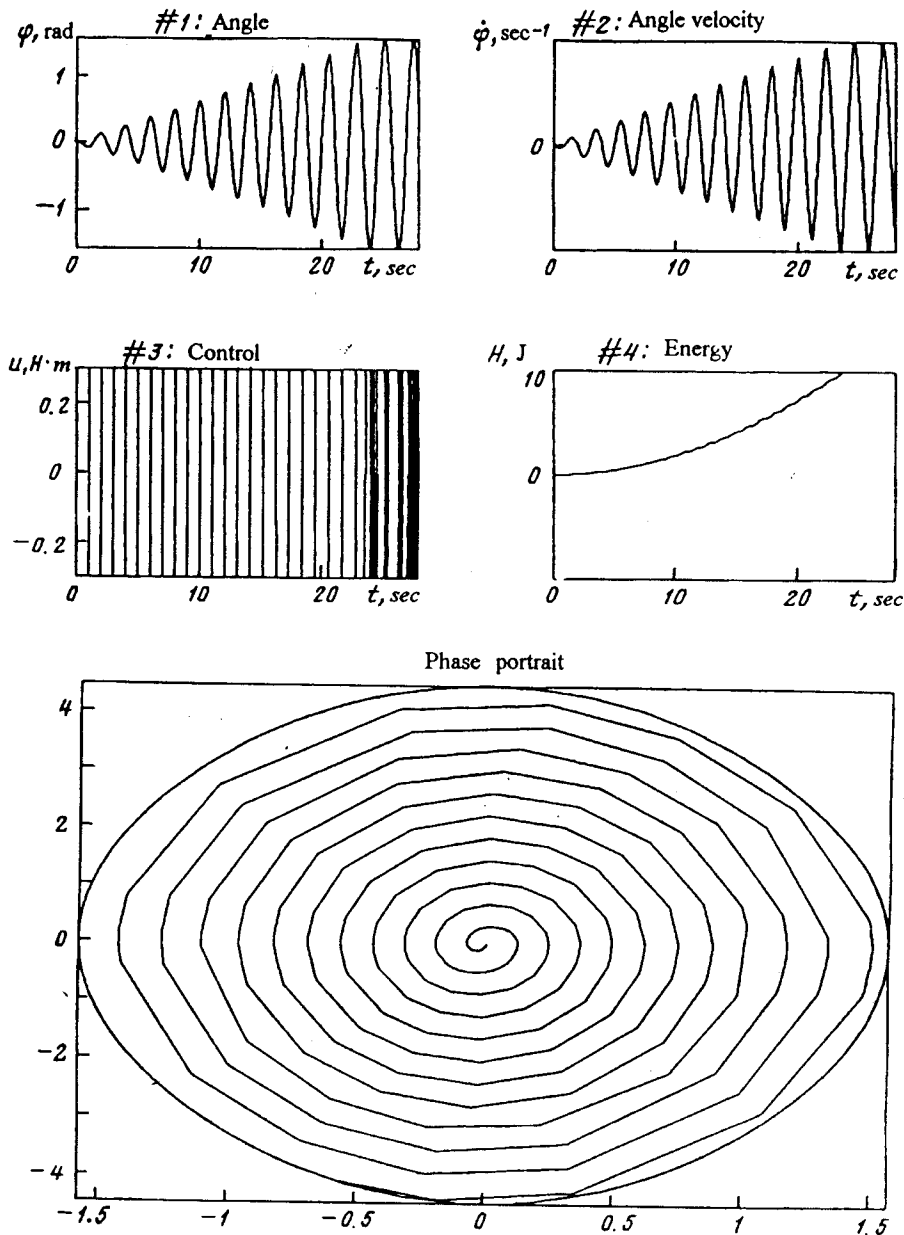 #1: Angle
φ, rad
1
0
-1
0 10 20 t, sec
#2: Angle velocity
φ̇, sec-1
0
0 10 20 t, sec
#3: Control
u, H·m
0.2
0
-0.2
0 10 20 t, sec
#4: Energy
H, J
10
0
0 10 20 t, sec
Phase portrait
4
2
0
-2
-4
-1.5 -1 -0.5 0 0.5 1 1.5